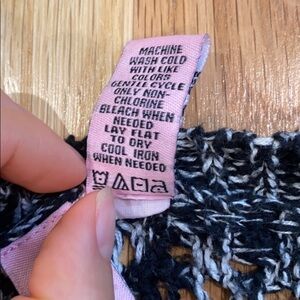 MACHINE
WASH COLD
WITH LIKE
COLORS
GENTLE CYCLE
ONLY NON-
CHLORINE
BLEACH WHEN
NEEDED
LAY FLAT
TO DRY
COOL IRON
WHEN NEEDED